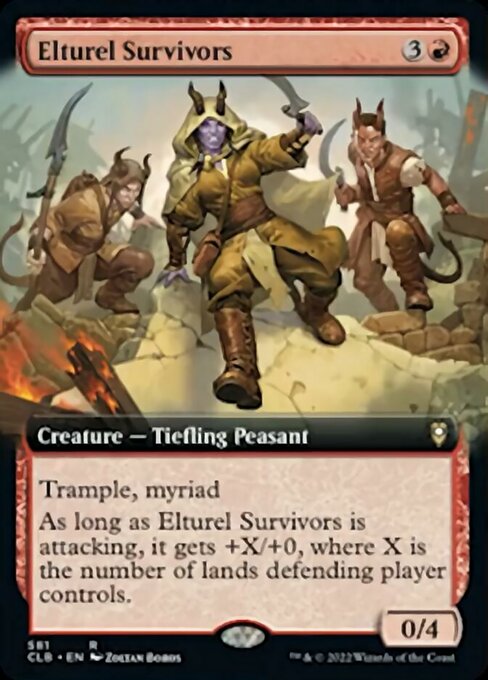 Elturel Survivors 3
Creature — Tiefling Peasant
Trample, myriad
As long as Elturel Survivors is
attacking, it gets +X/+0, where X is
the number of lands defending player
controls.
0/4
581 R
CLB • EN Zoltan Boros
™ & © 2022 Wizards of the Coast